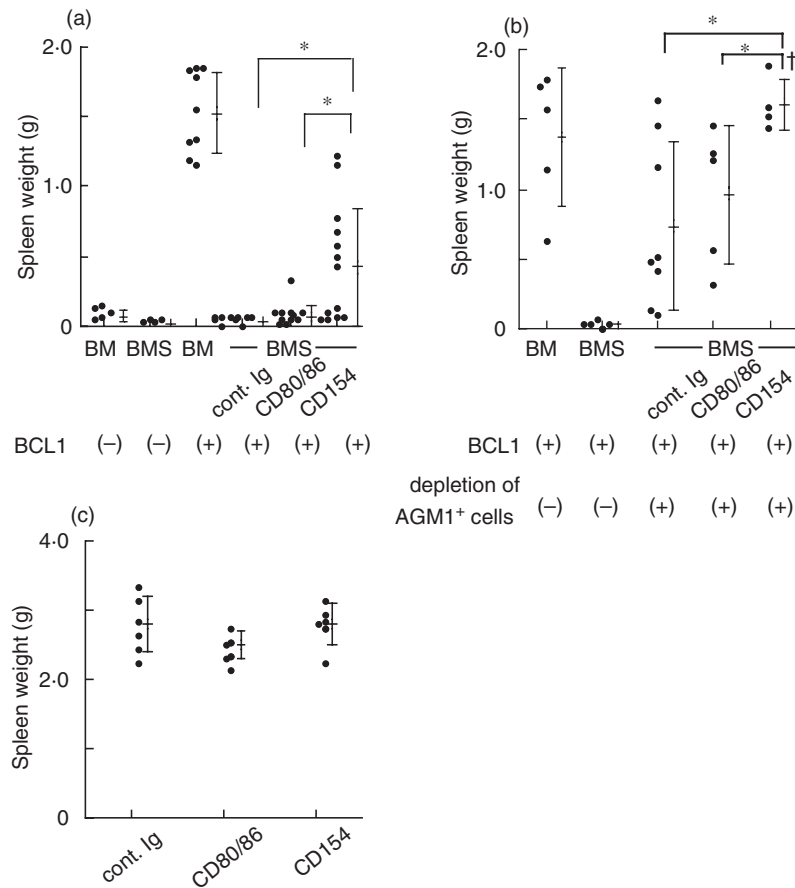 (a)
Spleen weight (g)
2·0
1·0
0
*
*
BM BMS BM BMS
cont. Ig CD80/86 CD154
BCL1 (–) (–) (+) (+) (+) (+)
(b)
Spleen weight (g)
2.0
1.0
0
*
*
†
BM BMS BMS
cont. Ig CD80/86 CD154
BCL1 (+) (+) (+) (+) (+)
depletion of
AGM1+ cells (–) (–) (+) (+) (+)
(c)
Spleen weight (g)
4.0
2.0
0
cont. Ig CD80/86 CD154